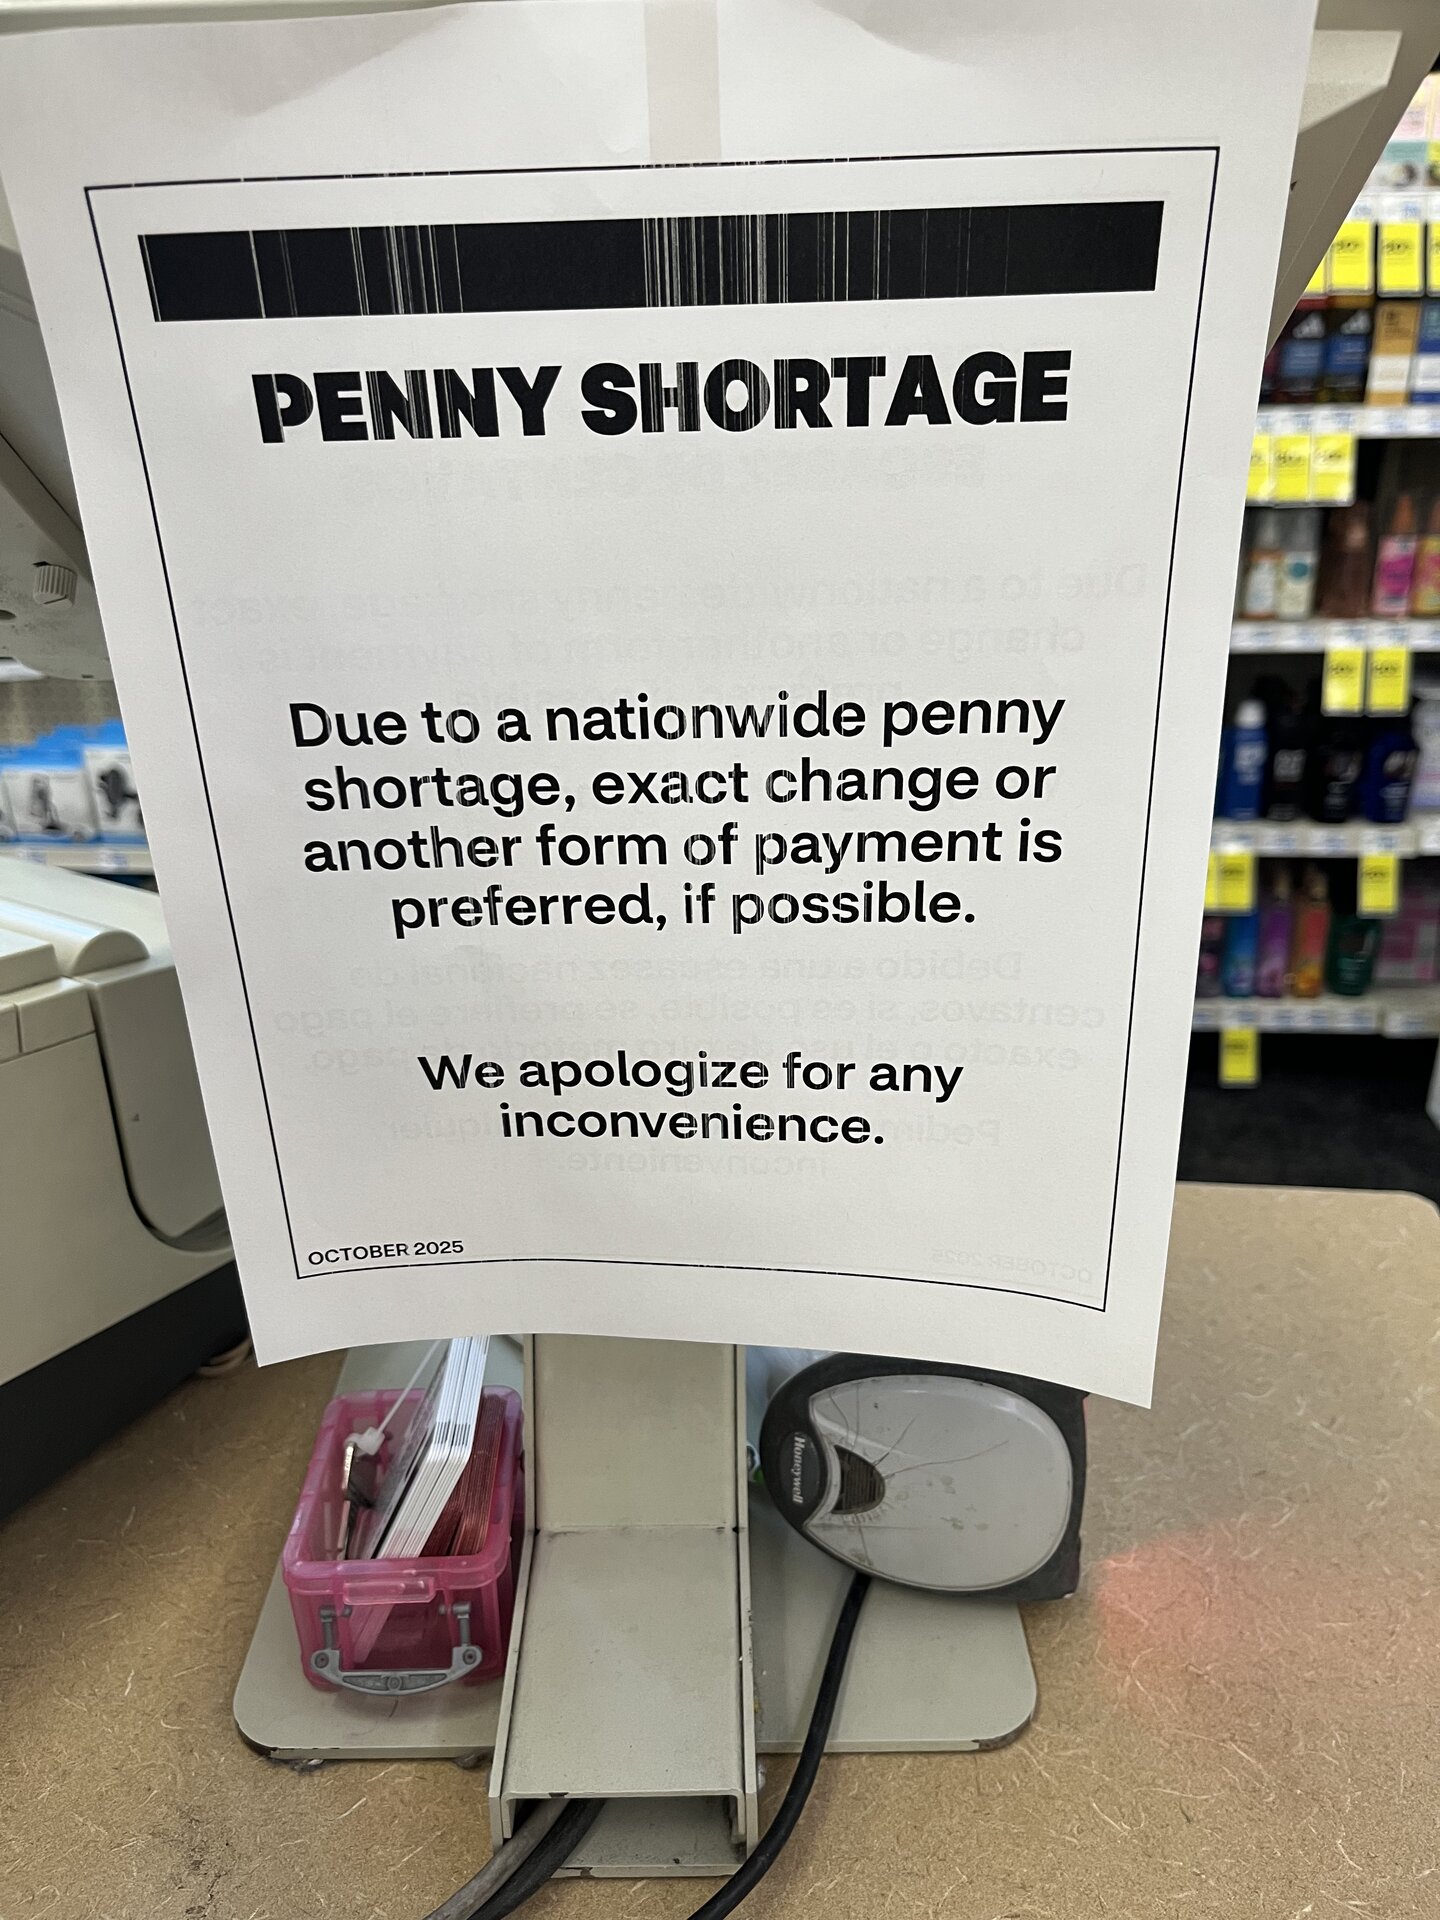 PENNY SHORTAGE
Due to a nationwide penny
shortage, exact change or
another form of payment is
preferred, if possible.
We apologize for any
inconvenience.
OCTOBER 2025
Honeywell